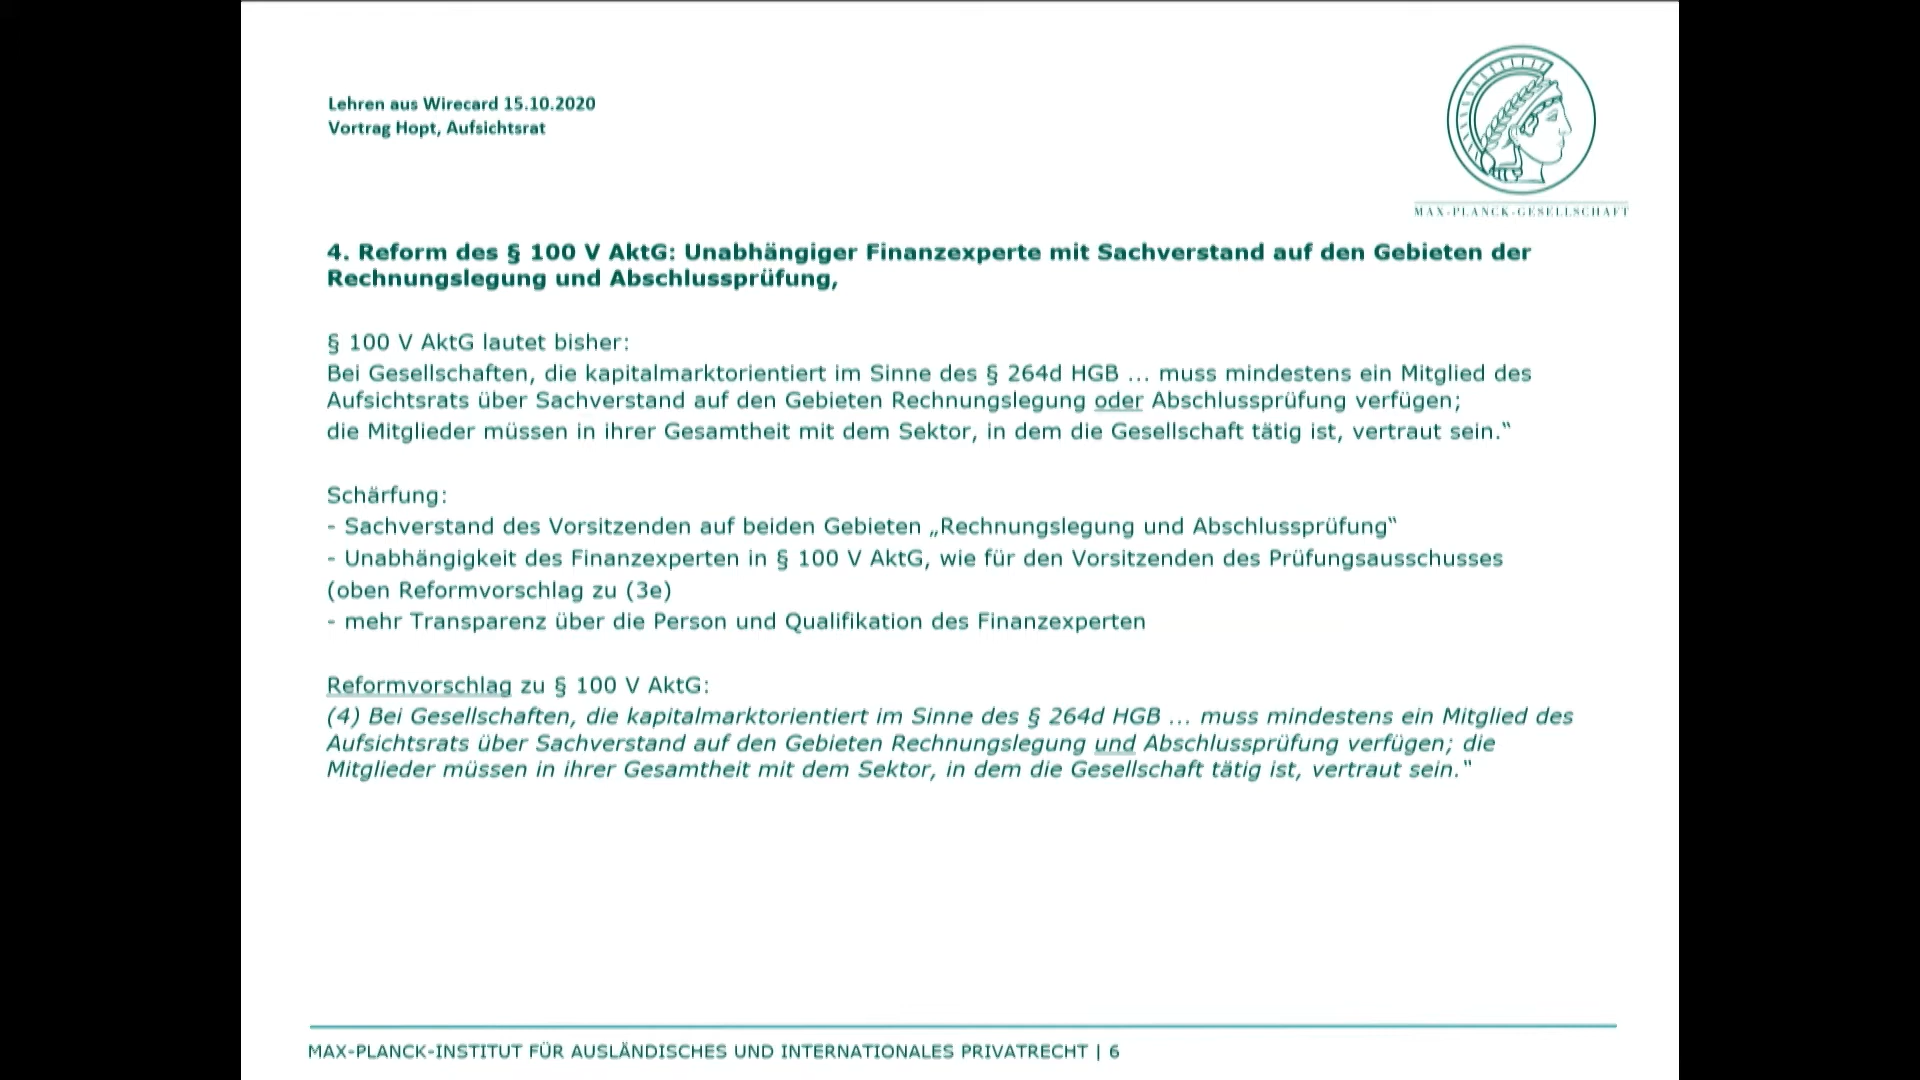 Lehren aus Wirecard 15.10.2020
Vortrag Hopt, Aufsichtsrat
MAX-PLANCK-GESELLSCHAFT
4. Reform des § 100 V AktG: Unabhängiger Finanzexperte mit Sachverstand auf den Gebieten der
Rechnungslegung und Abschlussprüfung,
§ 100 V AktG lautet bisher:
Bei Gesellschaften, die kapitalmarktorientiert im Sinne des § 264d HGB ... muss mindestens ein Mitglied des
Aufsichtsrats über Sachverstand auf den Gebieten Rechnungslegung oder Abschlussprüfung verfügen;
die Mitglieder müssen in ihrer Gesamtheit mit dem Sektor, in dem die Gesellschaft tätig ist, vertraut sein.“
Schärfung:
- Sachverstand des Vorsitzenden auf beiden Gebieten „Rechnungslegung und Abschlussprüfung“
- Unabhängigkeit des Finanzexperten in § 100 V AktG, wie für den Vorsitzenden des Prüfungsausschusses
(oben Reformvorschlag zu (3e)
- mehr Transparenz über die Person und Qualifikation des Finanzexperten
Reformvorschlag zu § 100 V AktG:
(4) Bei Gesellschaften, die kapitalmarktorientiert im Sinne des § 264d HGB ... muss mindestens ein Mitglied des
Aufsichtsrats über Sachverstand auf den Gebieten Rechnungslegung und Abschlussprüfung verfügen; die
Mitglieder müssen in ihrer Gesamtheit mit dem Sektor, in dem die Gesellschaft tätig ist, vertraut sein."
MAX-PLANCK-INSTITUT FÜR AUSLÄNDISCHES UND INTERNATIONALES PRIVATRECHT | 6